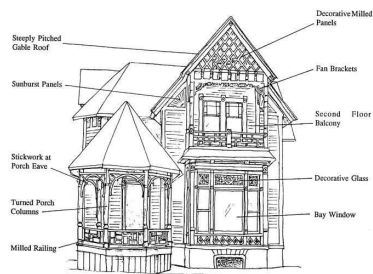 Steeply Pitched
Gable Roof
Sunburst Panels
Stickwork at
Porch Eave
Turned Porch
Columns
Milled Railing
Decorative Milled
Panels
Fan Brackets
Second Floor
Balcony
Decorative Glass
Bay Window